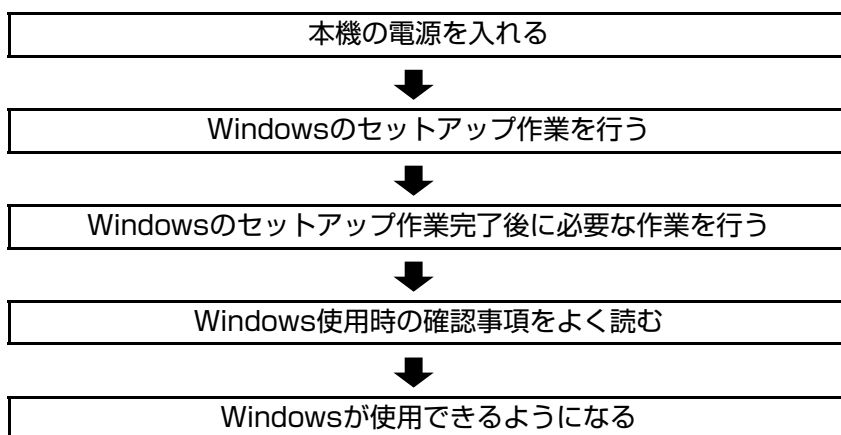 本機の電源を入れる
Windowsのセットアップ作業を行う
Windowsのセットアップ作業完了後に必要な作業を行う
Windows使用時の確認事項をよく読む
Windowsが使用できるようになる